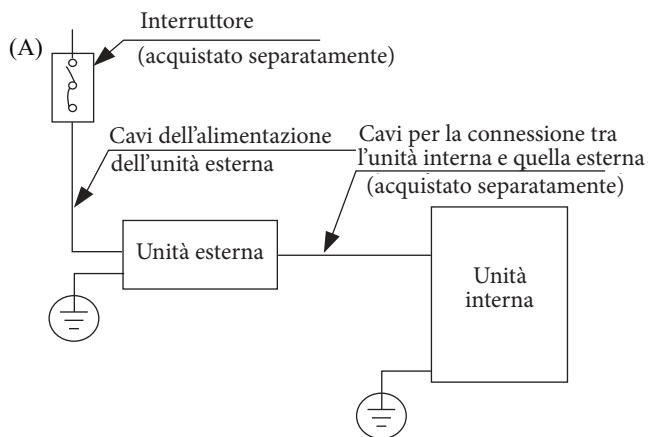 Interruttore
(A)
(acquistato separatamente)
Cavi dell'alimentazione
dell'unità esterna
Cavi per la connessione tra
l'unità interna e quella esterna
(acquistato separatamente)
Unità esterna
Unità
interna